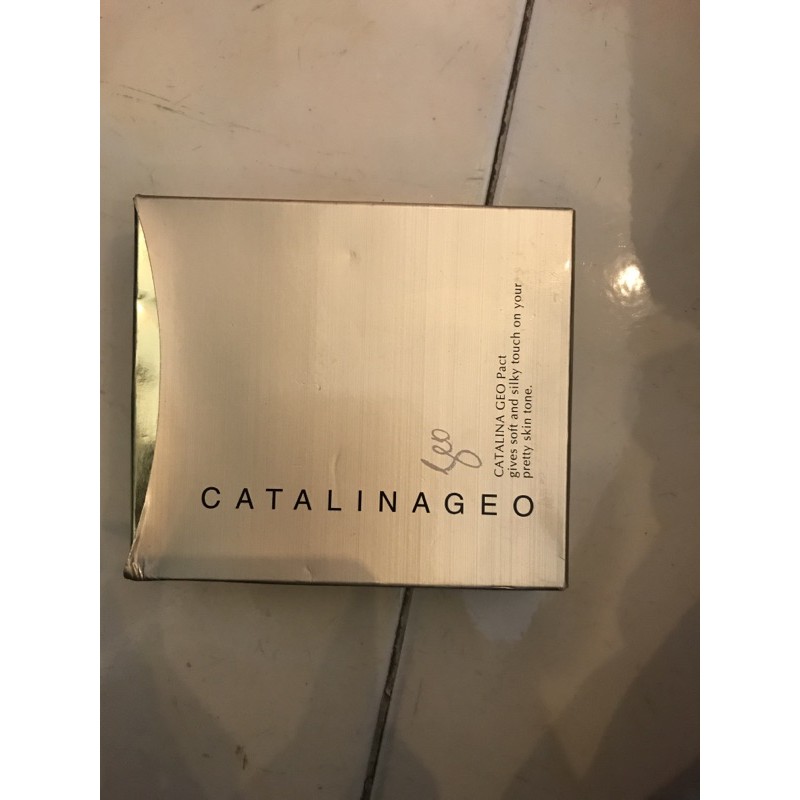 Geo
CATALINAGEO
CATALINA GEO Pact
gives soft and silky touch on your
pretty skin tone.